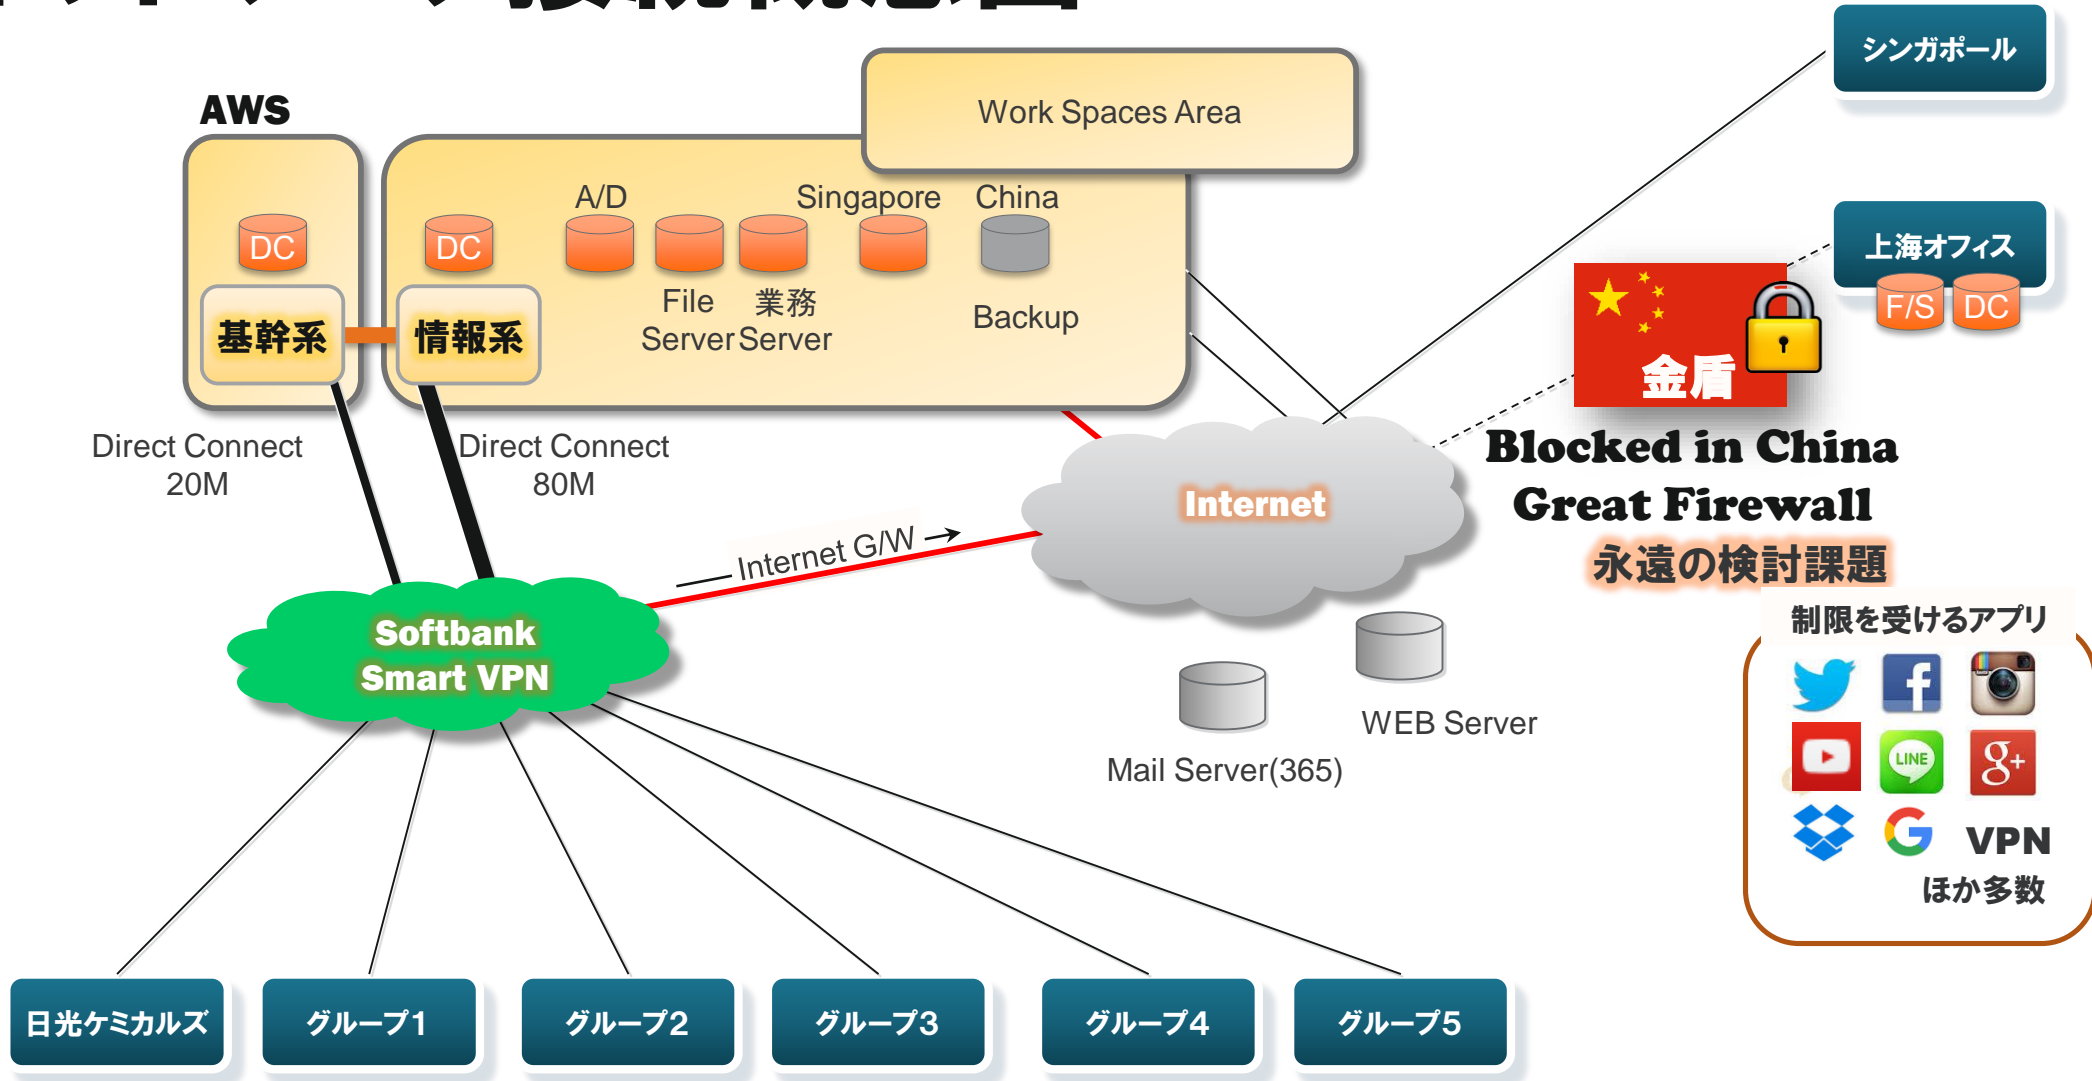 シンガポール
Work Spaces Area
AWS
A/D
Singapore
China
DC
DC
上海オフィス
F/S
DC
File
Server
業務
Server
Backup
基幹系
情報系
金盾
Direct Connect
20M
Direct Connect
80M
Blocked in China
Great Firewall
永遠の検討課題
Internet
Internet G/W
制限を受けるアプリ
Softbank
Smart VPN
WEB Server
Mail Server(365)
LINE
g+
G
VPN
ほか多数
日光ケミカルズ
グループ1
グループ2
グループ3
グループ4
グループ5